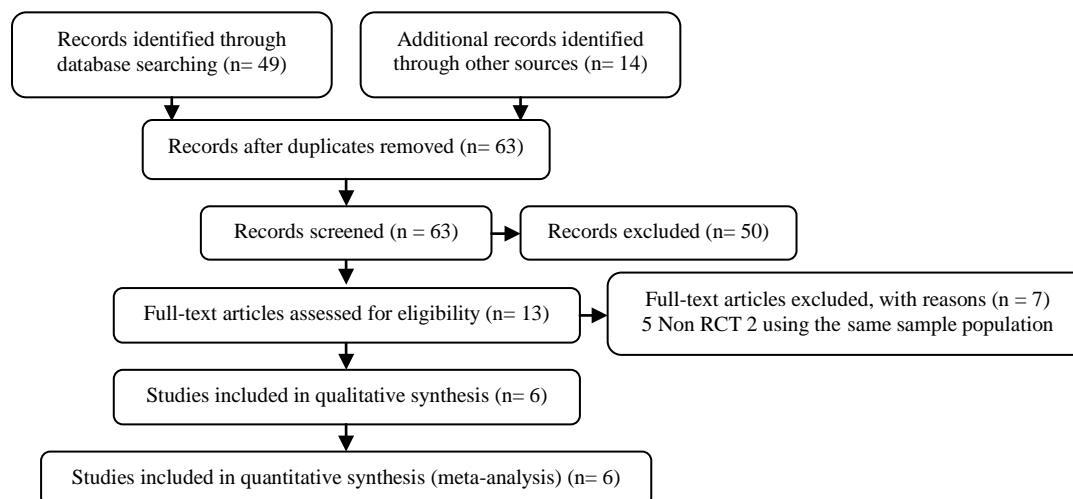 Records identified through
database searching (n= 49)
Additional records identified
through other sources (n= 14)
Records after duplicates removed (n= 63)
Records screened (n = 63)
Records excluded (n= 50)
Full-text articles assessed for eligibility (n= 13)
Full-text articles excluded, with reasons (n = 7)
5 Non RCT 2 using the same sample population
Studies included in qualitative synthesis (n= 6)
Studies included in quantitative synthesis (meta-analysis) (n= 6)